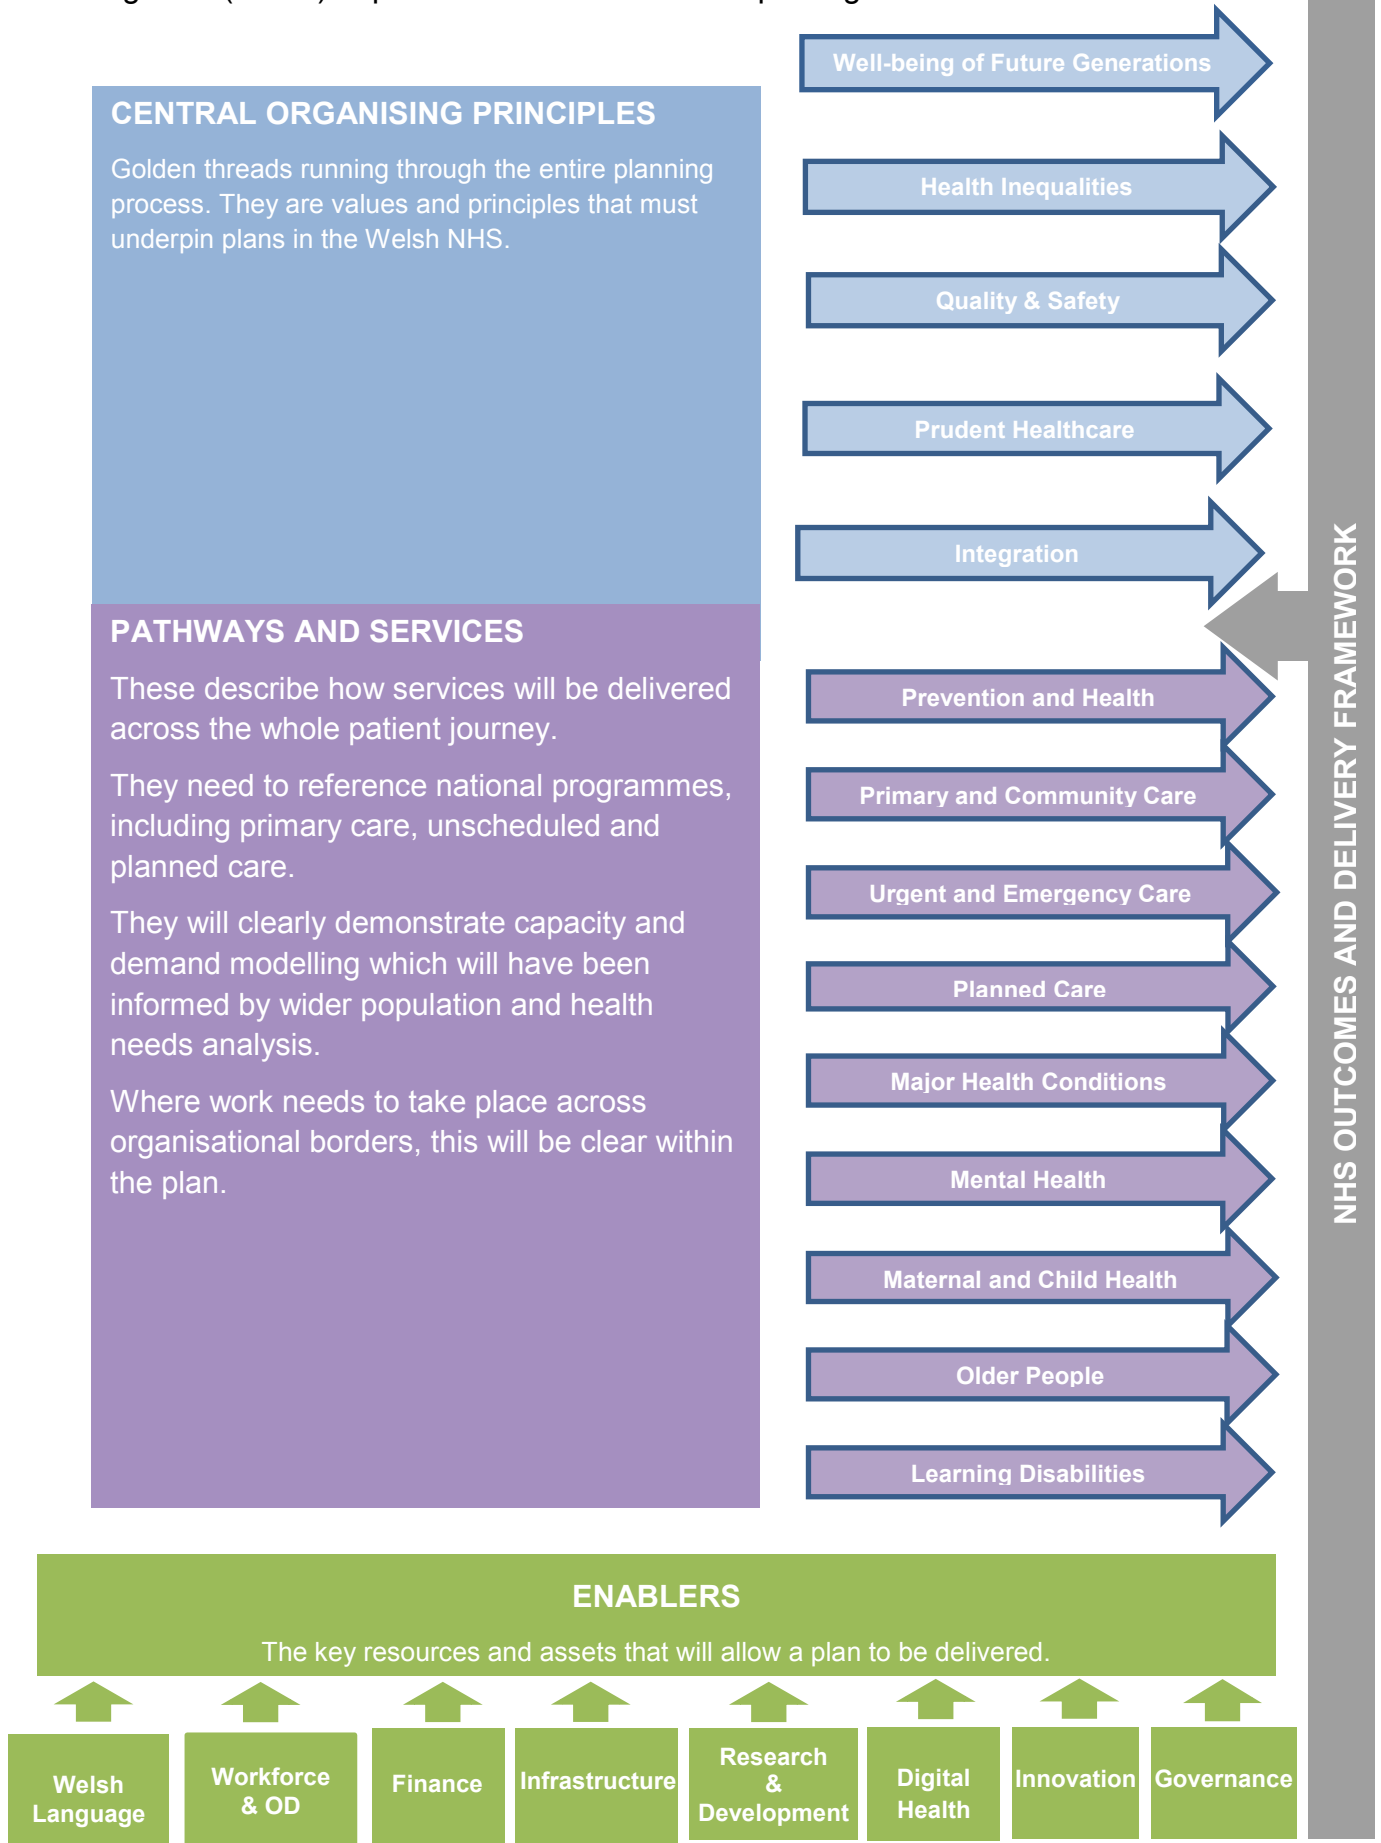 CENTRAL ORGANISING PRINCIPLES
Golden threads running through the entire planning
process. They are values and principles that must
underpin plans in the Welsh NHS.
Well-being of Future Generations
Health Inequalities
Quality & Safety
Prudent Healthcare
Integration
PATHWAYS AND SERVICES
These describe how services will be delivered
across the whole patient journey.
They need to reference national programmes,
including primary care, unscheduled and
planned care.
They will clearly demonstrate capacity and
demand modelling which will have been
informed by wider population and health
needs analysis.
Where work needs to take place across
organisational borders, this will be clear within
the plan.
Prevention and Health
Primary and Community Care
Urgent and Emergency Care
Planned Care
Major Health Conditions
Mental Health
Maternal and Child Health
Older People
Learning Disabilities
NHS OUTCOMES AND DELIVERY FRAMEWORK
ENABLERS
The key resources and assets that will allow a plan to be delivered.
Welsh
Language
Workforce
& OD
Finance
Infrastructure
Research
&
Development
Digital
Health
Innovation
Governance